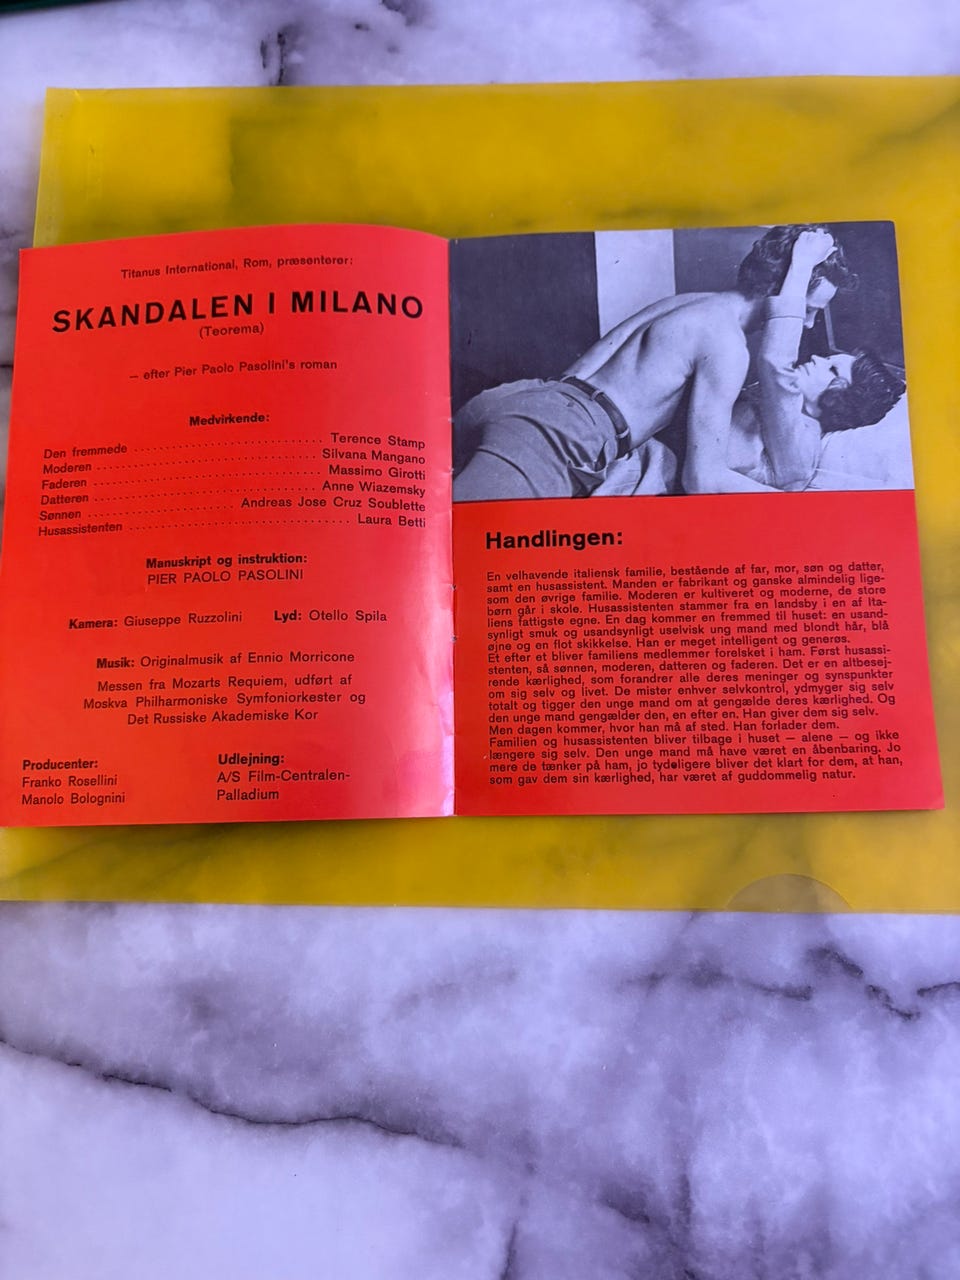 Titanus International, Rom, præsenterer:
SKANDALEN I MILANO
(Teorema)
— efter Pier Paolo Pasolini's roman
Medvirkende:
Den fremmede ............................ Terence Stamp
Moderen ................................. Silvana Mangano
Faderen ................................. Massimo Girotti
Datteren ................................ Anne Wiazemsky
Sønnen ....................... Andreas Jose Cruz Soublette
Husassistenten ................................ Laura Betti
Manuskript og instruktion:
PIER PAOLO PASOLINI
Kamera: Giuseppe Ruzzolini Lyd: Otello Spila
Musik: Originalmusik af Ennio Morricone
Messen fra Mozarts Requiem, udført af
Moskva Philharmoniske Symfoniorkester og
Det Russiske Akademiske Kor
Producenter:
Franko Rosellini
Manolo Bolognini
Udlejning:
A/S Film-Centralen-
Palladium
Handlingen:
En velhavende italiensk familie, bestående af far, mor, søn og datter,
samt en husassistent. Manden er fabrikant og ganske almindelig lige-
som den øvrige familie. Moderen er kultiveret og moderne, de store
børn går i skole. Husassistenten stammer fra en landsby i en af Ita-
liens fattigste egne. En dag kommer en fremmed til huset: en usand-
synligt smuk og usandsynligt uselvisk ung mand med blondt hår, blå
øjne og en flot skikkelse. Han er meget intelligent og generøs.
Et efter et bliver familiens medlemmer forelsket i ham. Først husassi-
stenten, så sønnen, moderen, datteren og faderen. Det er en altbesej-
rende kærlighed, som forandrer alle deres meninger og synspunkter
om sig selv og livet. De mister enhver selvkontrol, ydmyger sig selv
totalt og tigger den unge mand om at gengælde deres kærlighed. Og
den unge mand gengælder den, en efter en. Han giver dem sig selv.
Men dagen kommer, hvor han må af sted. Han forlader dem.
Familien og husassistenten bliver tilbage i huset — alene — og ikke
længere sig selv. Den unge mand må have været en åbenbaring. Jo
mere de tænker på ham, jo tydeligere bliver det klart for dem, at han,
som gav dem sin kærlighed, har været af guddommelig natur.